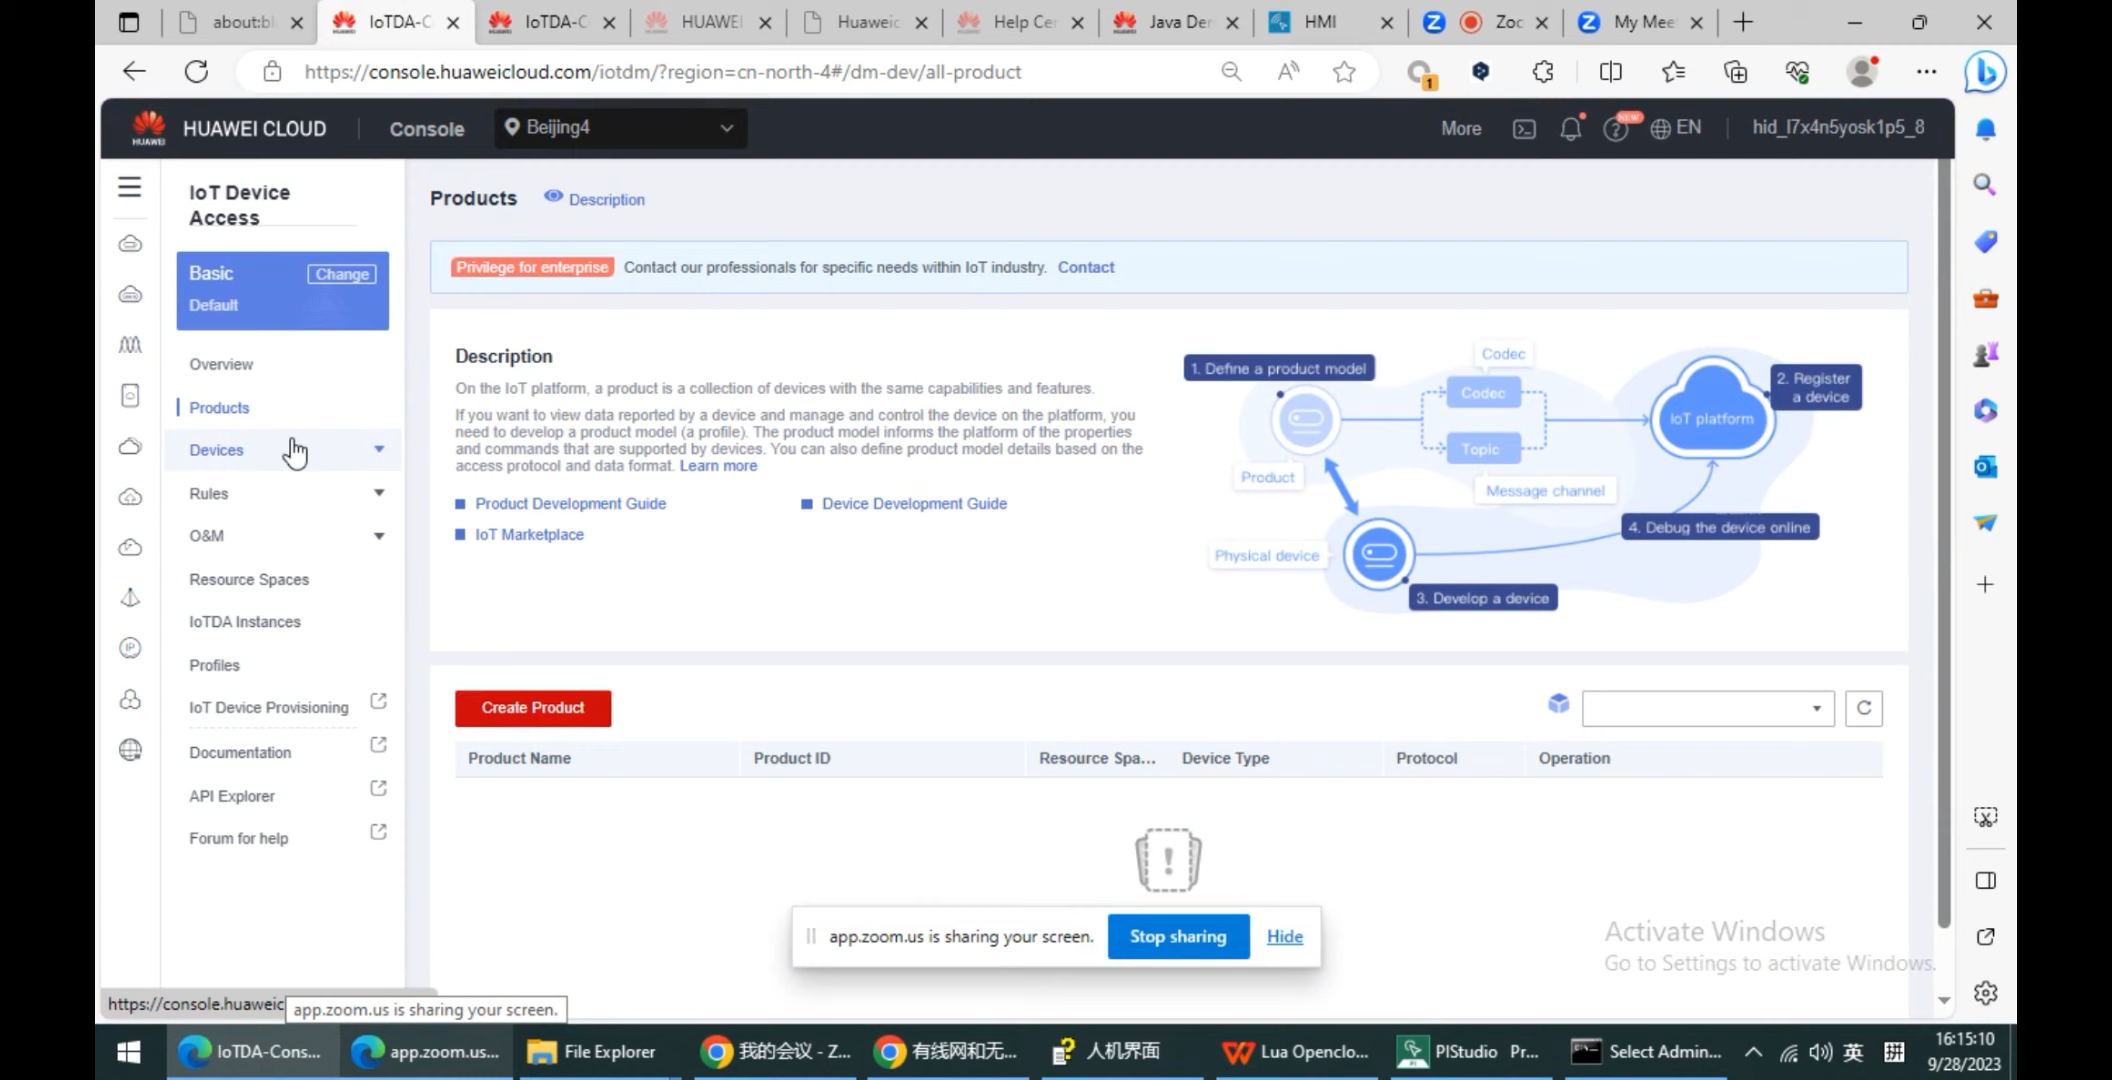 about:bl
IoTDA-C
IoTDA-C
HUAWEI
Huaweic
Help Cen
Java Der
HMI
Zoc
My Mee
https://console.huaweicloud.com/iotdm/?region=cn-north-4#/dm-dev/all-product
1
HUAWEI
HUAWEI CLOUD
Console
Beijing4
More
NEW
EN
hid_l7x4n5yosk1p5_8
IoT Device
Access
Basic
Change
Default
Overview
Products
Devices
Rules
O&M
Resource Spaces
IoTDA Instances
Profiles
IoT Device Provisioning
Documentation
API Explorer
Forum for help
Products
Description
Privilege for enterprise Contact our professionals for specific needs within IoT industry. Contact
Description
On the IoT platform, a product is a collection of devices with the same capabilities and features.
If you want to view data reported by a device and manage and control the device on the platform, you
need to develop a product model (a profile). The product model informs the platform of the properties
and commands that are supported by devices. You can also define product model details based on the
access protocol and data format. Learn more
Product Development Guide
Device Development Guide
IoT Marketplace
1. Define a product model
Codec
Codec
Topic
Message channel
Product
Physical device
IoT platform
2. Register
a device
4. Debug the device online
3. Develop a device
Create Product
Product Name
Product ID
Resource Spa...
Device Type
Protocol
Operation
app.zoom.us is sharing your screen.
Stop sharing
Hide
Activate Windows
Go to Settings to activate Windows.
https://console.huaweic
app.zoom.us is sharing your screen.
IoTDA-Cons...
app.zoom.us...
File Explorer
我的会议 - Z...
有线网和无...
人机界面
Lua Openclo...
PIStudio Pr...
Select Admin...
英
拼
16:15:10
9/28/2023